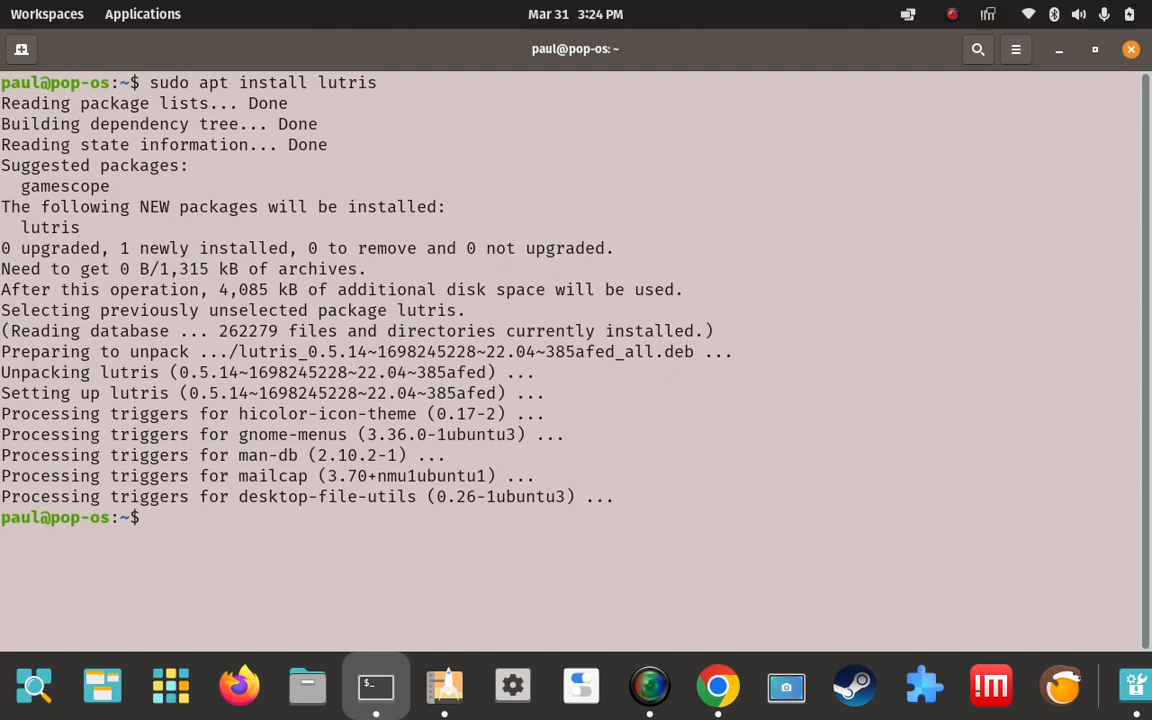 Workspaces Applications Mar 31 3:24 PM
paul@pop-os: ~
paul@pop-os:~$ sudo apt install lutris
Reading package lists... Done
Building dependency tree... Done
Reading state information... Done
Suggested packages:
  gamescope
The following NEW packages will be installed:
  lutris
0 upgraded, 1 newly installed, 0 to remove and 0 not upgraded.
Need to get 0 B/1,315 kB of archives.
After this operation, 4,085 kB of additional disk space will be used.
Selecting previously unselected package lutris.
(Reading database ... 262279 files and directories currently installed.)
Preparing to unpack .../lutris_0.5.14~1698245228~22.04~385afed_all.deb ...
Unpacking lutris (0.5.14~1698245228~22.04~385afed) ...
Setting up lutris (0.5.14~1698245228~22.04~385afed) ...
Processing triggers for hicolor-icon-theme (0.17-2) ...
Processing triggers for gnome-menus (3.36.0-1ubuntu3) ...
Processing triggers for man-db (2.10.2-1) ...
Processing triggers for mailcap (3.70+nmu1ubuntu1) ...
Processing triggers for desktop-file-utils (0.26-1ubuntu3) ...
paul@pop-os:~$
$_ !M